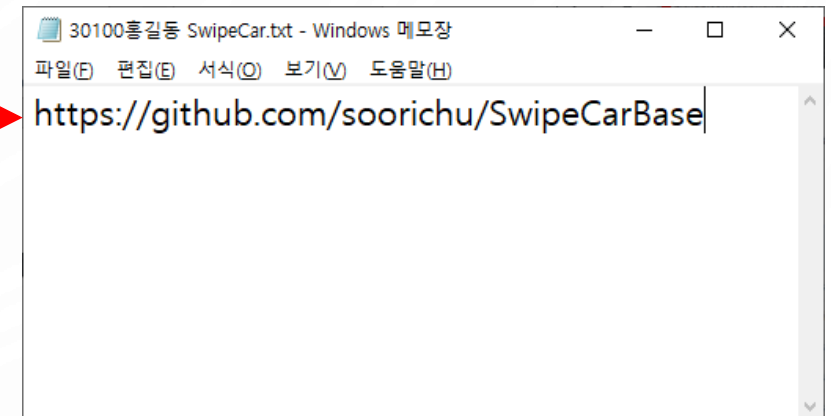 30100홍길동 SwipeCar.txt - Windows 메모장
파일(F) 편집(E) 서식(O) 보기(V) 도움말(H)
https://github.com/soorichu/SwipeCarBase